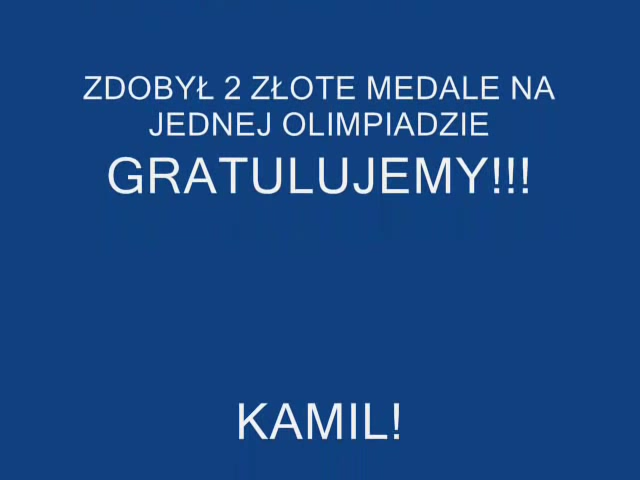 ZDOBYŁ 2 ZŁOTE MEDALE NA
JEDNEJ OLIMPIADZIE
GRATULUJEMY!!!
KAMIL!